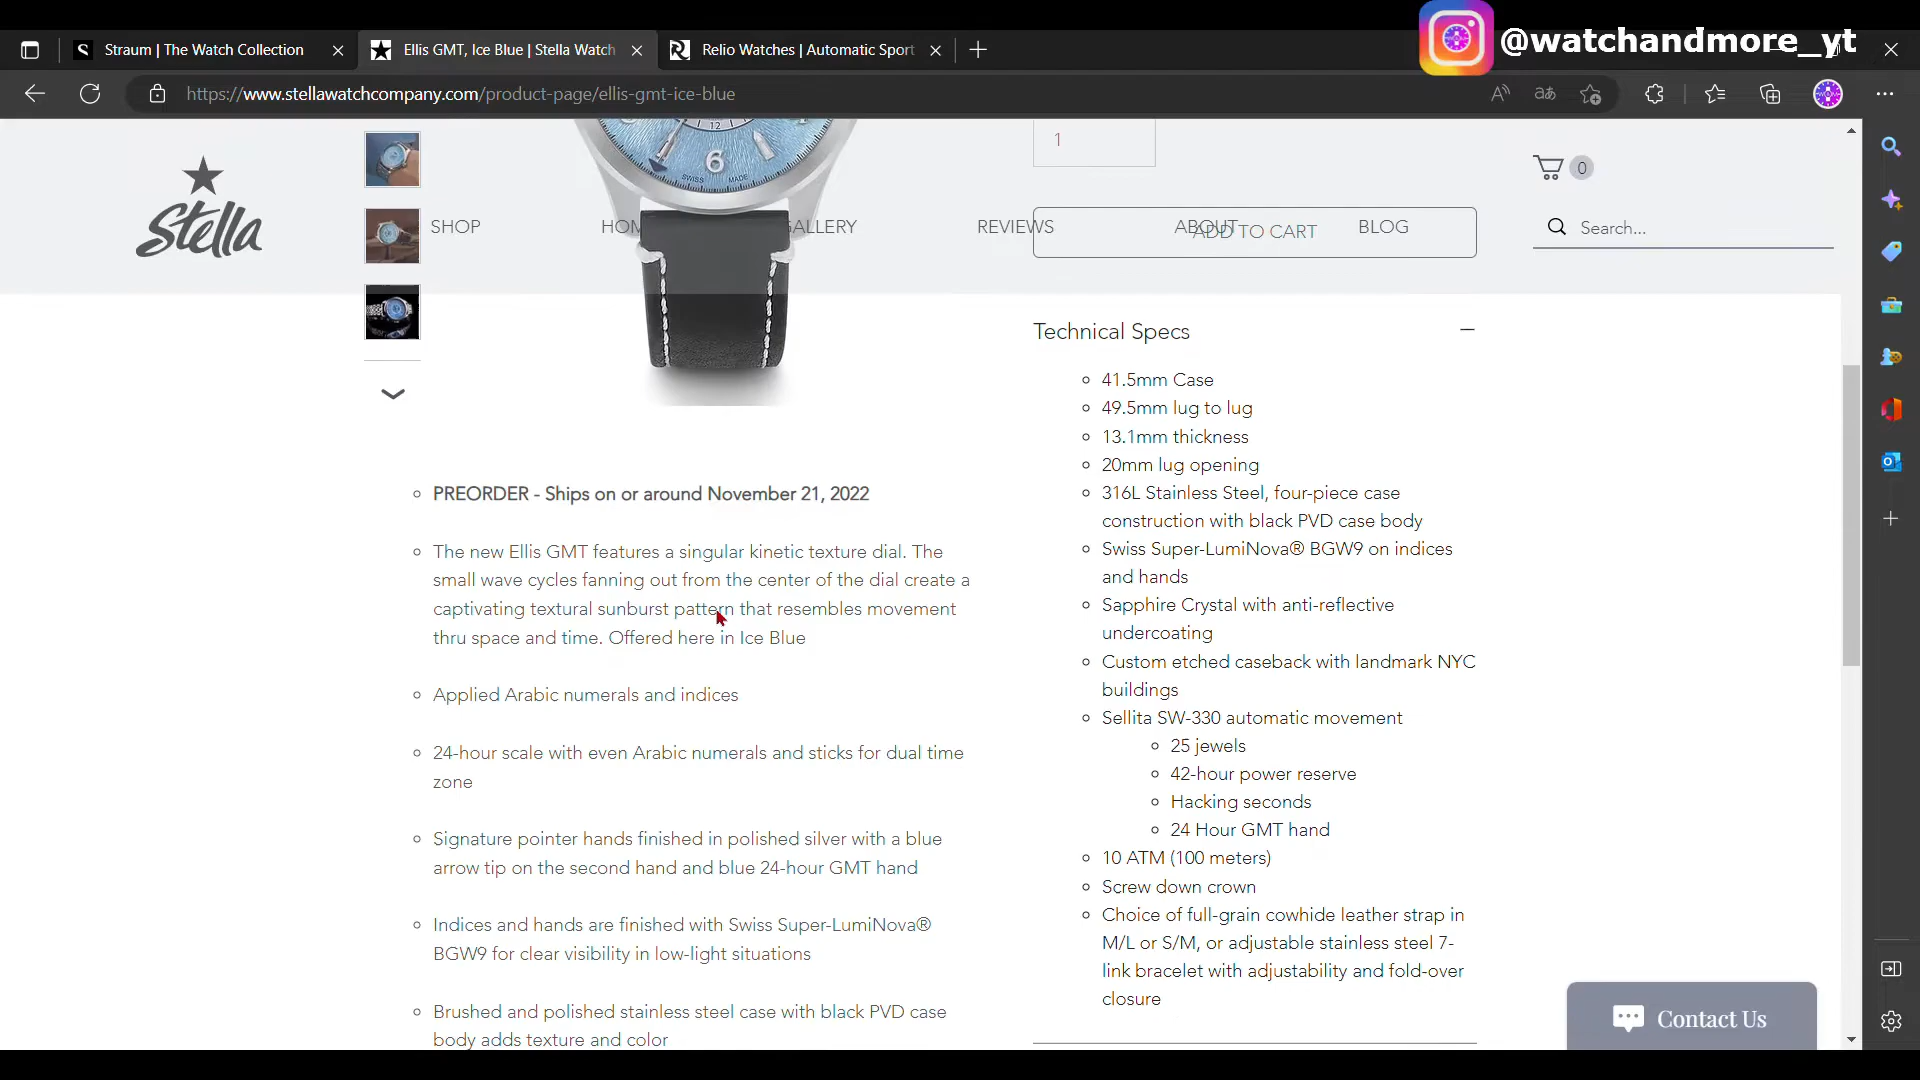 @watchandmore_yt
Straum | The Watch Collection
Ellis GMT, Ice Blue | Stella Watch
Relio Watches | Automatic Sport
https://www.stellawatchcompany.com/product-page/ellis-gmt-ice-blue
12
6
SWISS MADE
1
0
Stella
SHOP
HOM
GALLERY
REVIEWS
ABOUT
BLOG
ADD TO CART
Search...
Technical Specs
41.5mm Case
49.5mm lug to lug
13.1mm thickness
20mm lug opening
316L Stainless Steel, four-piece case
construction with black PVD case body
Swiss Super-LumiNova® BGW9 on indices
and hands
Sapphire Crystal with anti-reflective
undercoating
Custom etched caseback with landmark NYC
buildings
Sellita SW-330 automatic movement
25 jewels
42-hour power reserve
Hacking seconds
24 Hour GMT hand
10 ATM (100 meters)
Screw down crown
Choice of full-grain cowhide leather strap in
M/L or S/M, or adjustable stainless steel 7-
link bracelet with adjustability and fold-over
closure
PREORDER - Ships on or around November 21, 2022
The new Ellis GMT features a singular kinetic texture dial. The
small wave cycles fanning out from the center of the dial create a
captivating textural sunburst pattern that resembles movement
thru space and time. Offered here in Ice Blue
Applied Arabic numerals and indices
24-hour scale with even Arabic numerals and sticks for dual time
zone
Signature pointer hands finished in polished silver with a blue
arrow tip on the second hand and blue 24-hour GMT hand
Indices and hands are finished with Swiss Super-LumiNova®
BGW9 for clear visibility in low-light situations
Brushed and polished stainless steel case with black PVD case
body adds texture and color
Contact Us